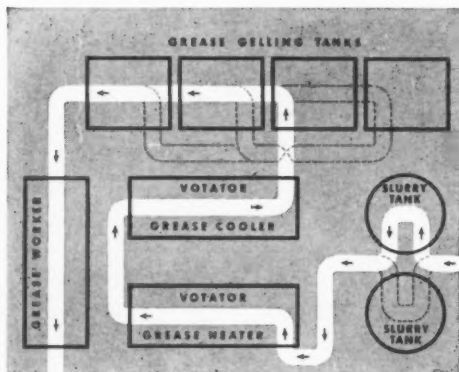 GREASE GELLING TANKS
VOTATOR
GREASE COOLER
GREASE WORKER
SLURRY
TANK
VOTATOR
GREASE HEATER
SLURRY
TANK